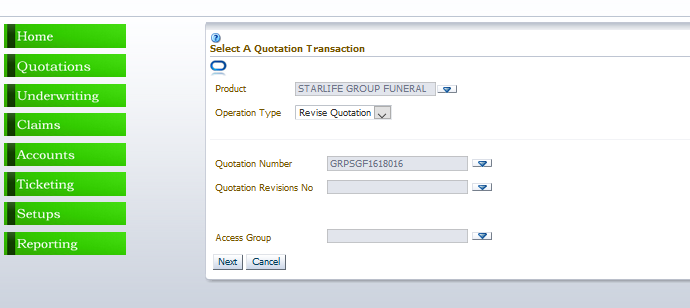 Home
Quotations
Underwriting
Claims
Accounts
Ticketing
Setups
Reporting
?
Select A Quotation Transaction
Product STARLIFE GROUP FUNERAL
Operation Type Revise Quotation
Quotation Number GRPSGF1618016
Quotation Revisions No
Access Group
Next Cancel